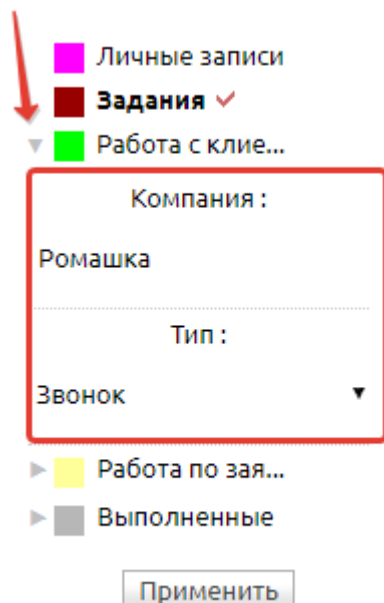 Личные записи
Задания
Работа с клие...
Компания :
Ромашка
Тип :
Звонок
Работа по зая...
Выполненные
Применить